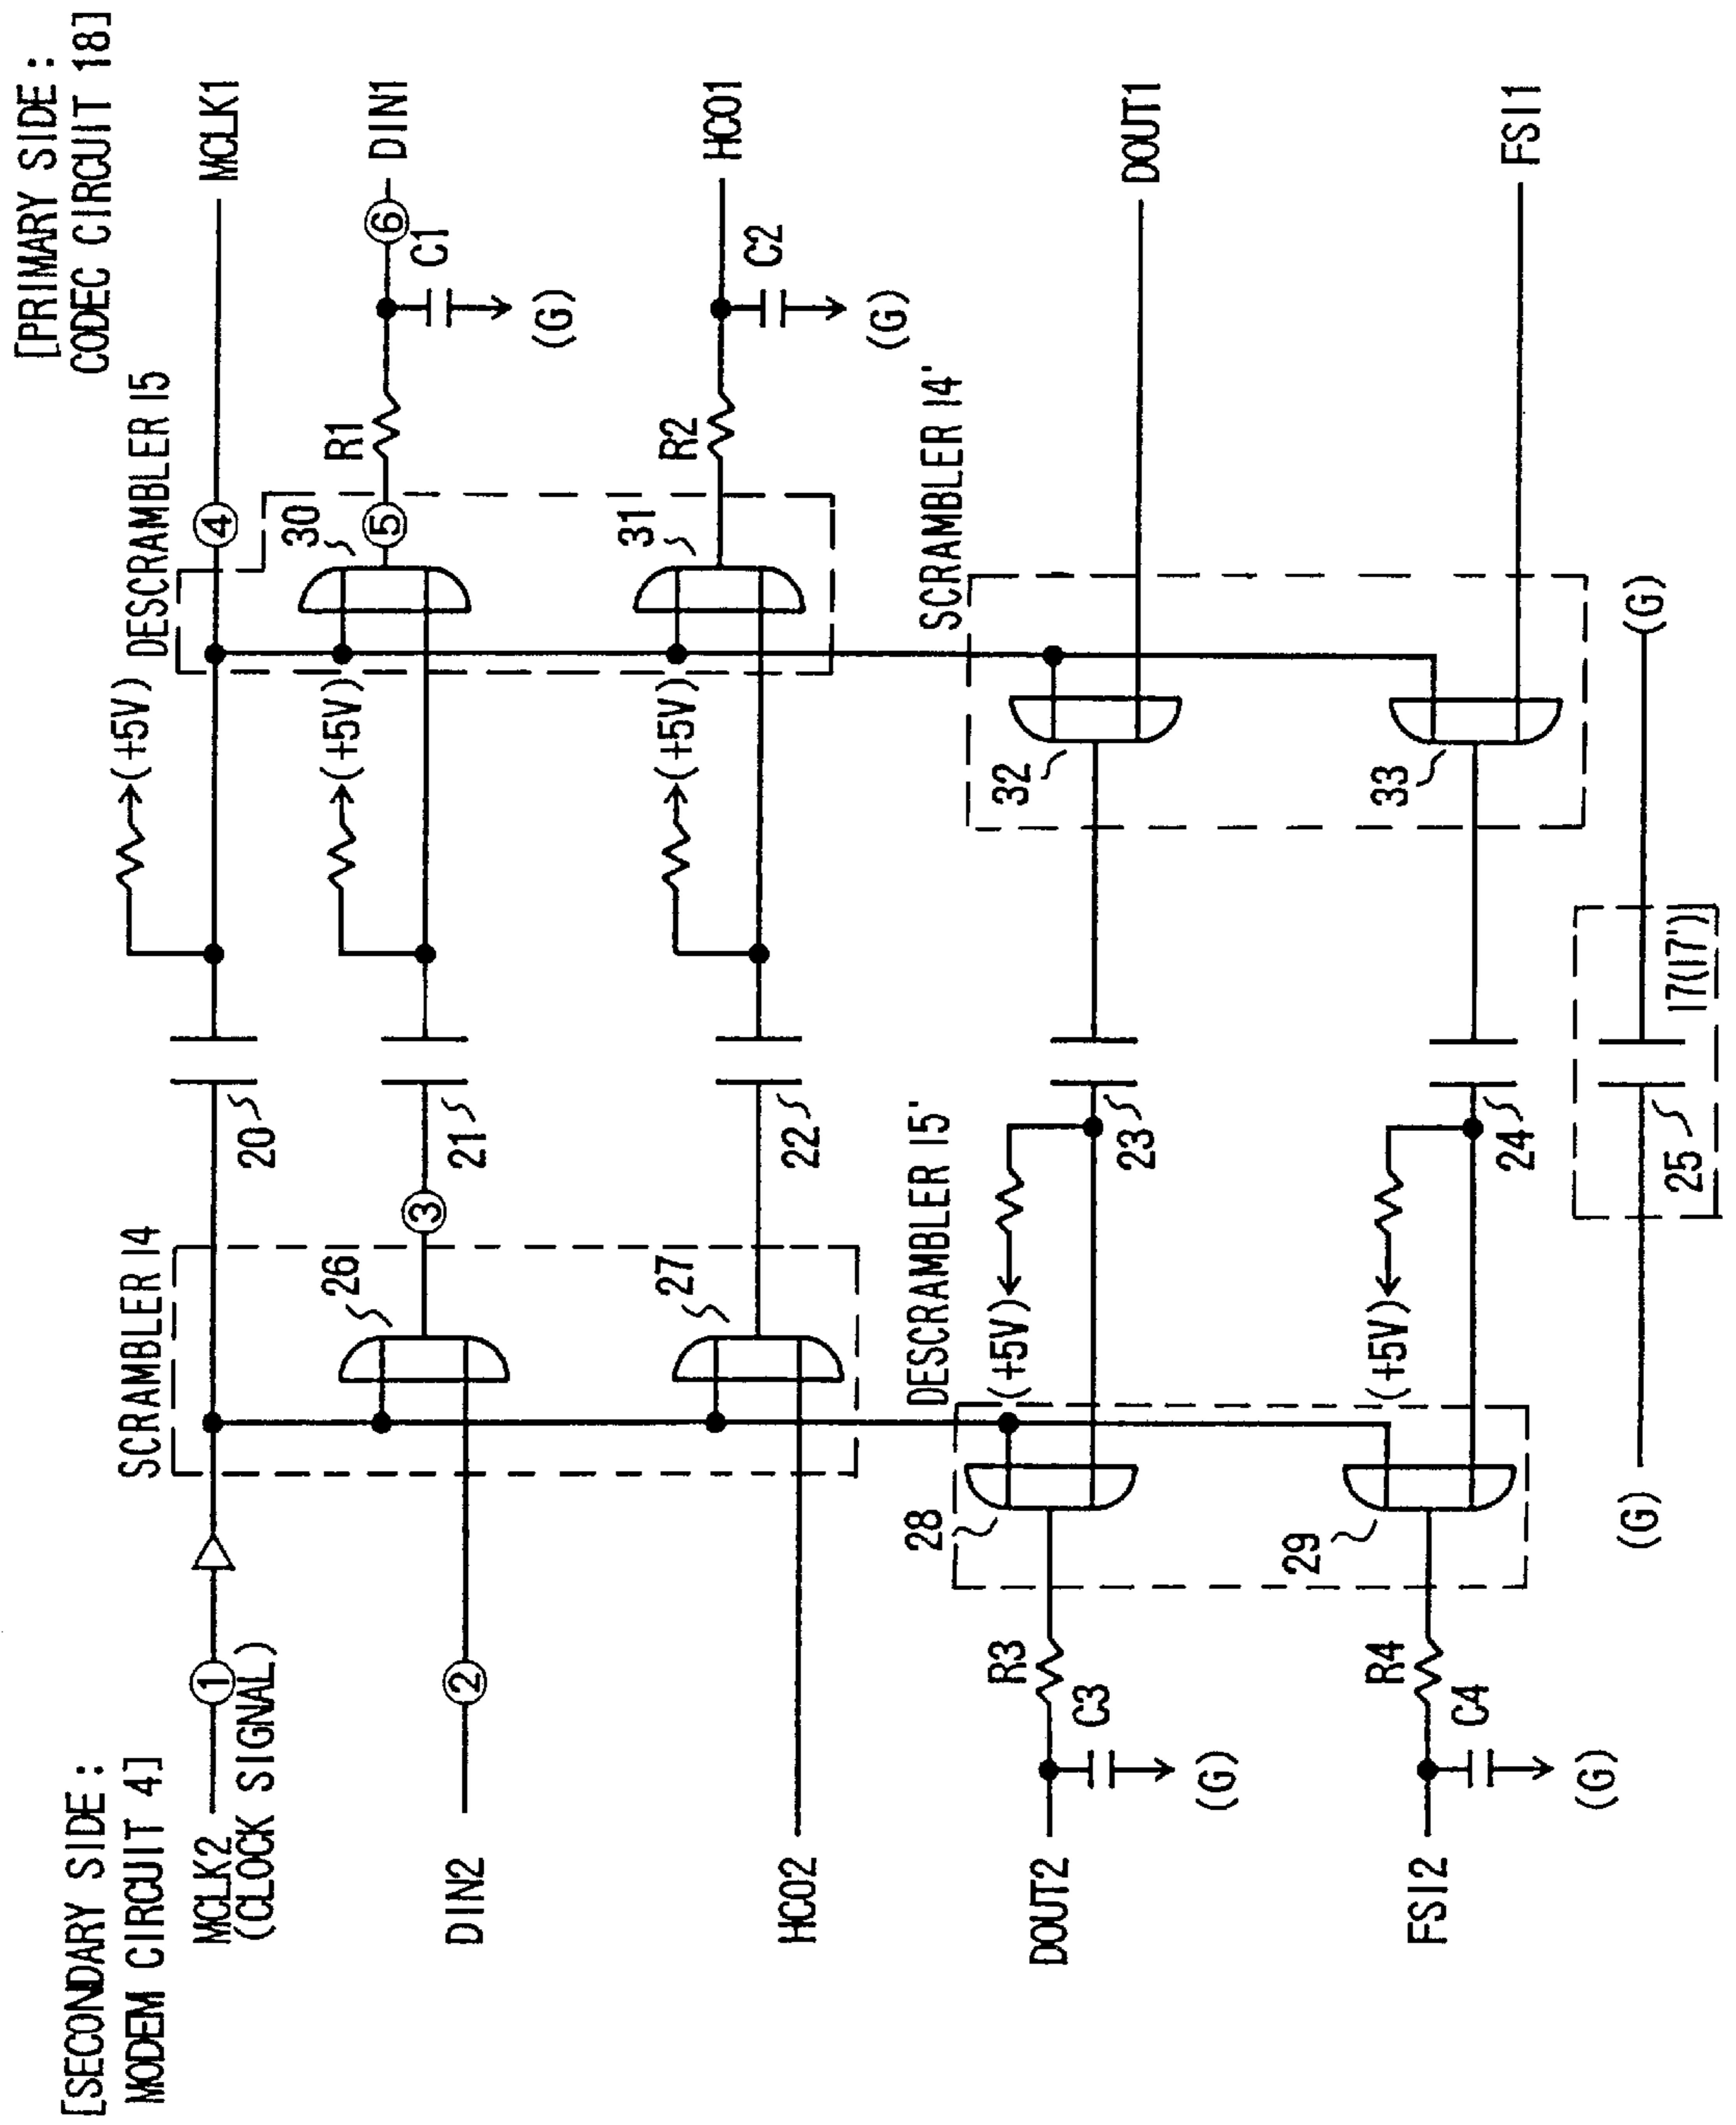 [SECONDARY SIDE:
MODEM CIRCUIT 4]
[PRIMARY SIDE:
CODEC CIRCUIT 18]
SCRAMBLER 14
DESCRAMBLER 15
MCLK2
(CLOCK SIGNAL)
1
20
(+5V)
4
MCLK1
DIN2
2
26
3
21
(+5V)
30
5
R1
6
C1
(G)
DIN1
HCO2
27
22
(+5V)
31
R2
C2
(G)
HCO1
DESCRAMBLER 15'
SCRAMBLER 14'
DOUT2
C3
(G)
R3
28
(+5V)
23
32
DOUT1
FSI2
C4
(G)
R4
29
(+5V)
24
33
FSI1
(G)
25
17(17')
(G)